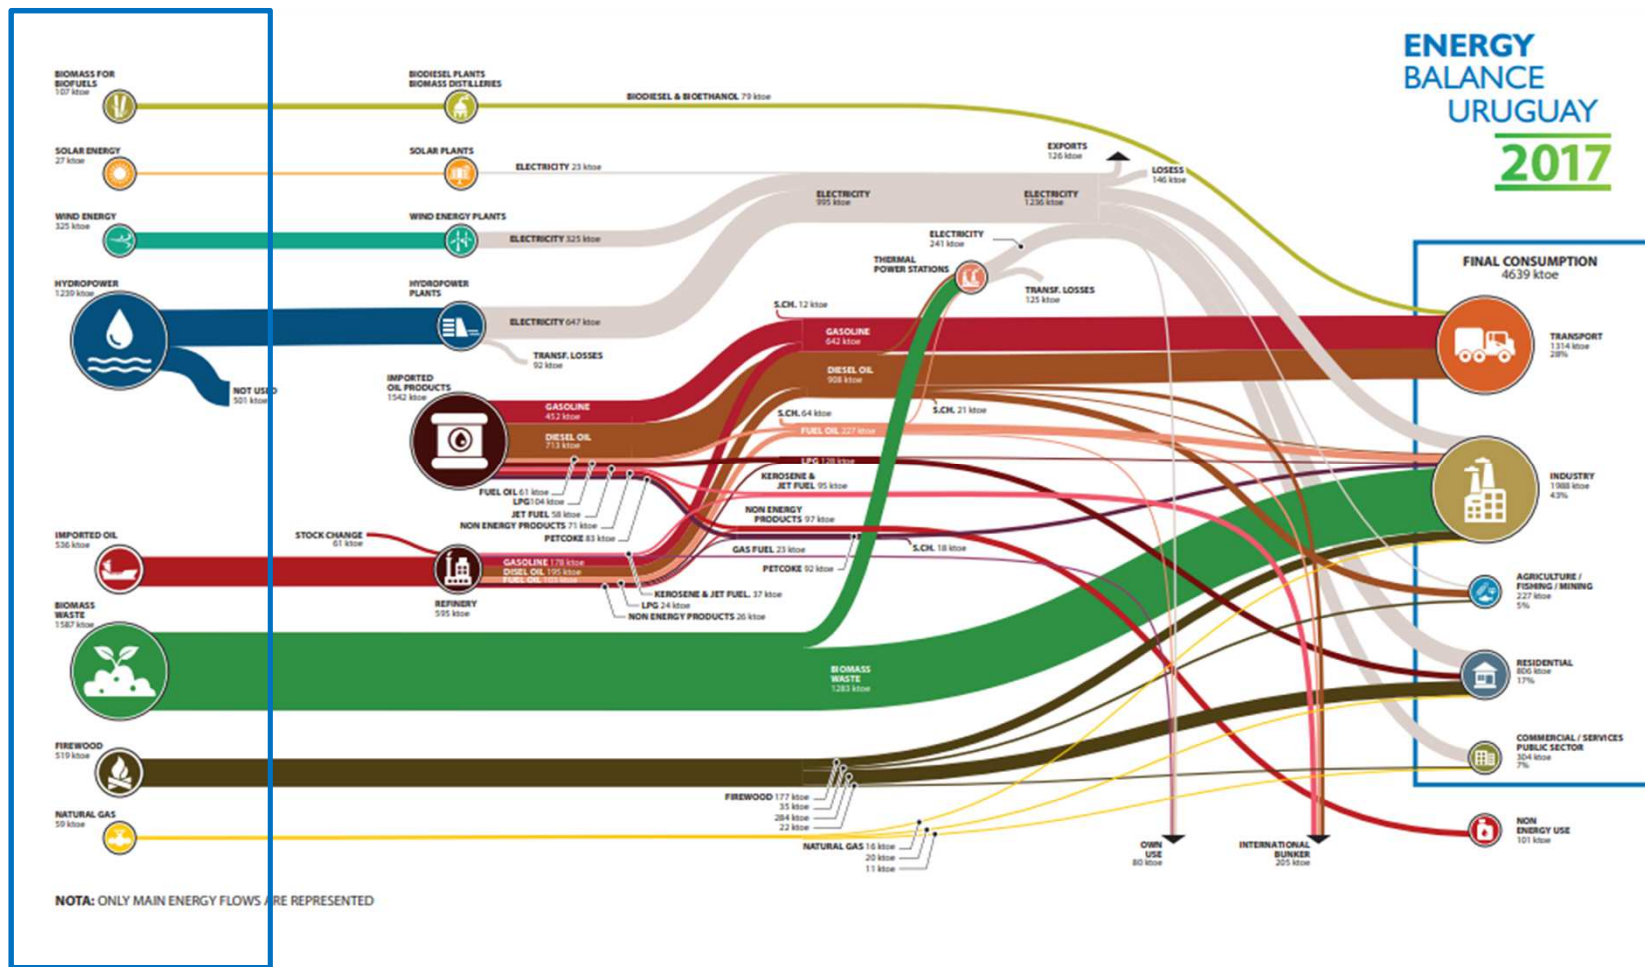 ENERGY
BALANCE
URUGUAY
2017
BIOMASS FOR
BIOFUELS
107 ktoe
BIODIESEL PLANTS
BIOMASS DISTILLERIES
BIODIESEL & BIOETHANOL 79 ktoe
SOLAR ENERGY
27 ktoe
SOLAR PLANTS
ELECTRICITY 23 ktoe
EXPORTS
126 ktoe
LOSESS
146 ktoe
ELECTRICITY
995 ktoe
ELECTRICITY
1236 ktoe
WIND ENERGY
325 ktoe
WIND ENERGY PLANTS
ELECTRICITY 325 ktoe
ELECTRICITY
241 ktoe
THERMAL
POWER STATIONS
TRANSF. LOSSES
125 ktoe
HYDROPOWER
1239 ktoe
HYDROPOWER
PLANTS
ELECTRICITY 647 ktoe
TRANSF. LOSSES
92 ktoe
NOT USED
501 ktoe
S.CH. 12 ktoe
GASOLINE
642 ktoe
DIESEL OIL
908 ktoe
S.CH. 21 ktoe
S.CH. 64 ktoe
FUEL OIL 227 ktoe
LPG 128 ktoe
KEROSENE &
JET FUEL 95 ktoe
NON ENERGY
PRODUCTS 97 ktoe
GAS FUEL 23 ktoe
S.CH. 18 ktoe
PETCOKE 92 ktoe
IMPORTED
OIL PRODUCTS
1542 ktoe
GASOLINE
452 ktoe
DIESEL OIL
713 ktoe
FUEL OIL 61 ktoe
LPG104 ktoe
JET FUEL 58 ktoe
NON ENERGY PRODUCTS 71 ktoe
PETCOKE 83 ktoe
IMPORTED OIL
536 ktoe
STOCK CHANGE
61 ktoe
REFINERY
595 ktoe
GASOLINE 178 ktoe
DISEL OIL 195 ktoe
FUEL OIL 103 ktoe
KEROSENE & JET FUEL. 37 ktoe
LPG 24 ktoe
NON ENERGY PRODUCTS 26 ktoe
BIOMASS
WASTE
1587 ktoe
BIOMASS
WASTE
1283 ktoe
FIREWOOD
519 ktoe
FIREWOOD 177 ktoe
35 ktoe
284 ktoe
22 ktoe
NATURAL GAS
59 ktoe
NATURAL GAS 16 ktoe
20 ktoe
11 ktoe
OWN
USE
80 ktoe
INTERNATIONAL
BUNKER
205 ktoe
FINAL CONSUMPTION
4639 ktoe
TRANSPORT
1314 ktoe
28%
INDUSTRY
1988 ktoe
43%
AGRICULTURE /
FISHING / MINING
227 ktoe
5%
RESIDENTIAL
806 ktoe
17%
COMMERCIAL / SERVICES
PUBLIC SECTOR
304 ktoe
7%
NON
ENERGY USE
101 ktoe
NOTA: ONLY MAIN ENERGY FLOWS ARE REPRESENTED